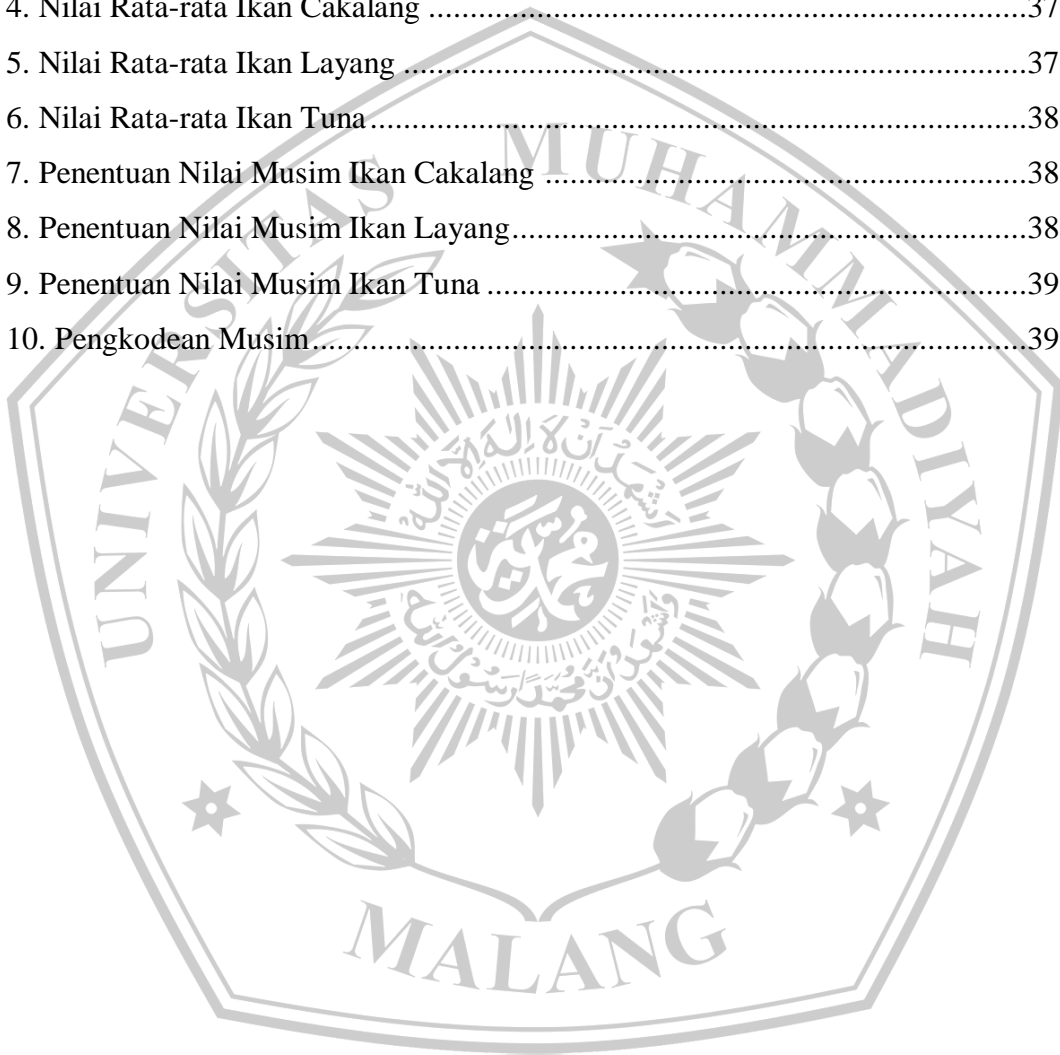 4. Nilai Rata-rata Ikan Cakalang ........................................................................37
5. Nilai Rata-rata Ikan Layang ...........................................................................37
6. Nilai Rata-rata Ikan Tuna...............................................................................38
7. Penentuan Nilai Musim Ikan Cakalang ..........................................................38
8. Penentuan Nilai Musim Ikan Layang..............................................................38
9. Penentuan Nilai Musim Ikan Tuna .................................................................39
10. Pengkodean Musim......................................................................................39
UNIVERSITAS MUHAMMADIYAH
MALANG